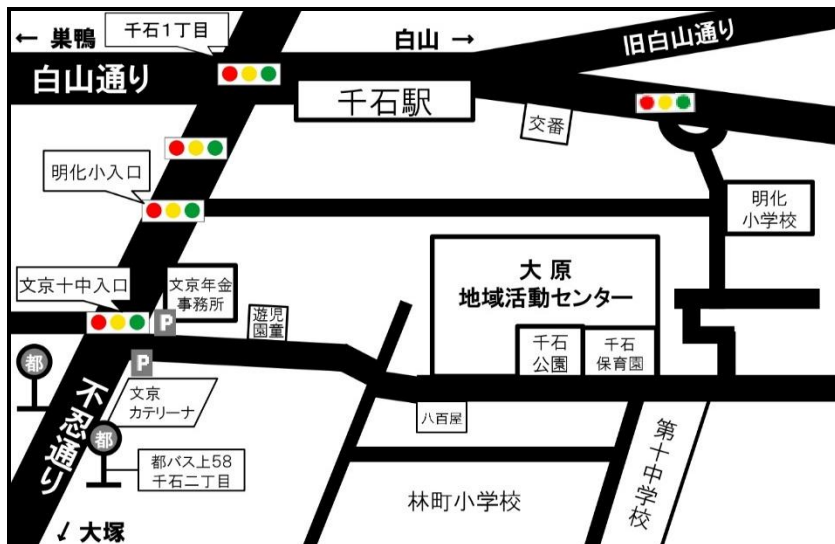 ← 巣鴨
千石１丁目
白山 →
旧白山通り
白山通り
千石駅
交番
明化小入口
明化
小学校
大原
地域活動センター
文京十中入口
文京年金
事務所
遊児
園童
千石
公園
千石
保育園
P
P
都
文京
カテリーナ
八百屋
不忍通り
都
都バス上58
千石二丁目
林町小学校
第十中学校
↙ 大塚